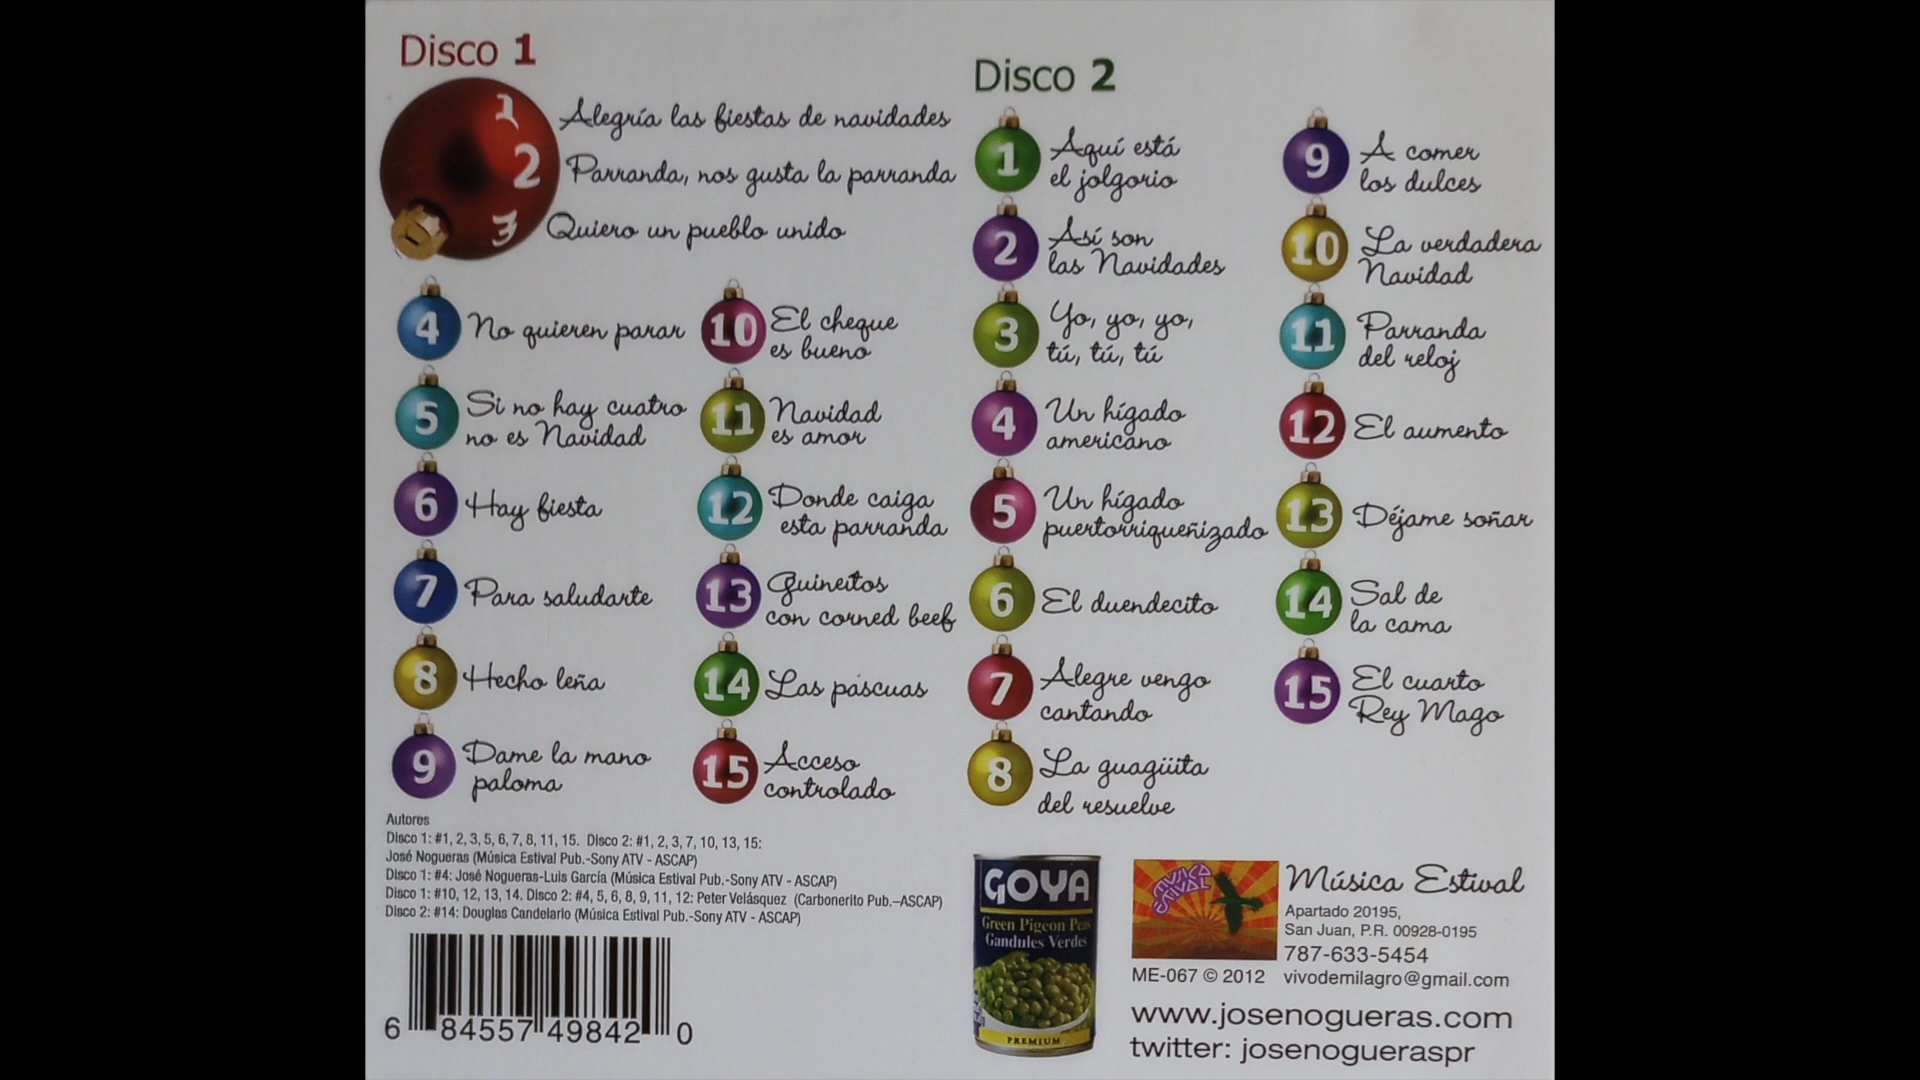 Disco 1
1 Alegría las fiestas de navidades
2 Parranda, nos gusta la parranda
3 Quiero un pueblo unido
4 No quieren parar
5 Si no hay cuatro
no es Navidad
6 Hay fiesta
7 Para saludarte
8 Hecho leña
9 Dame la mano
paloma
10 El cheque
es bueno
11 Navidad
es amor
12 Donde caiga
esta parranda
13 Guineitos
con corned beef
14 Las páscuas
15 Acceso
controlado
Disco 2
1 Aquí está
el jolgorio
2 Así son
las Navidades
3 Yo, yo, yo,
tú, tú, tú
4 Un hígado
americano
5 Un hígado
puertorriqueñizado
6 El duendecito
7 Alegre vengo
cantando
8 La guagüita
del resuelve
9 A comer
los dulces
10 La verdadera
Navidad
11 Parranda
del reloj
12 El aumento
13 Déjame soñar
14 Sal de
la cama
15 El cuarto
Rey Mago
Autores
Disco 1: #1, 2, 3, 5, 6, 7, 8, 11, 15. Disco 2: #1, 2, 3, 7, 10, 13, 15:
José Nogueras (Música Estival Pub.-Sony ATV - ASCAP)
Disco 1: #4: José Nogueras-Luis García (Música Estival Pub.-Sony ATV - ASCAP)
Disco 1: #10, 12, 13, 14. Disco 2: #4, 5, 6, 8, 9, 11, 12: Peter Velásquez (Carbonerito Pub.–ASCAP)
Disco 2: #14: Douglas Candelario (Música Estival Pub.-Sony ATV - ASCAP)
6 84557 49842 0
GOYA
Green Pigeon Peas
Gandules Verdes
PREMIUM
MUSICA
ESTIVAL
Música Estival
Apartado 20195,
San Juan, P.R. 00928-0195
787-633-5454
ME-067 © 2012 vivodemilagro@gmail.com
www.josenogueras.com
twitter: josenogueraspr